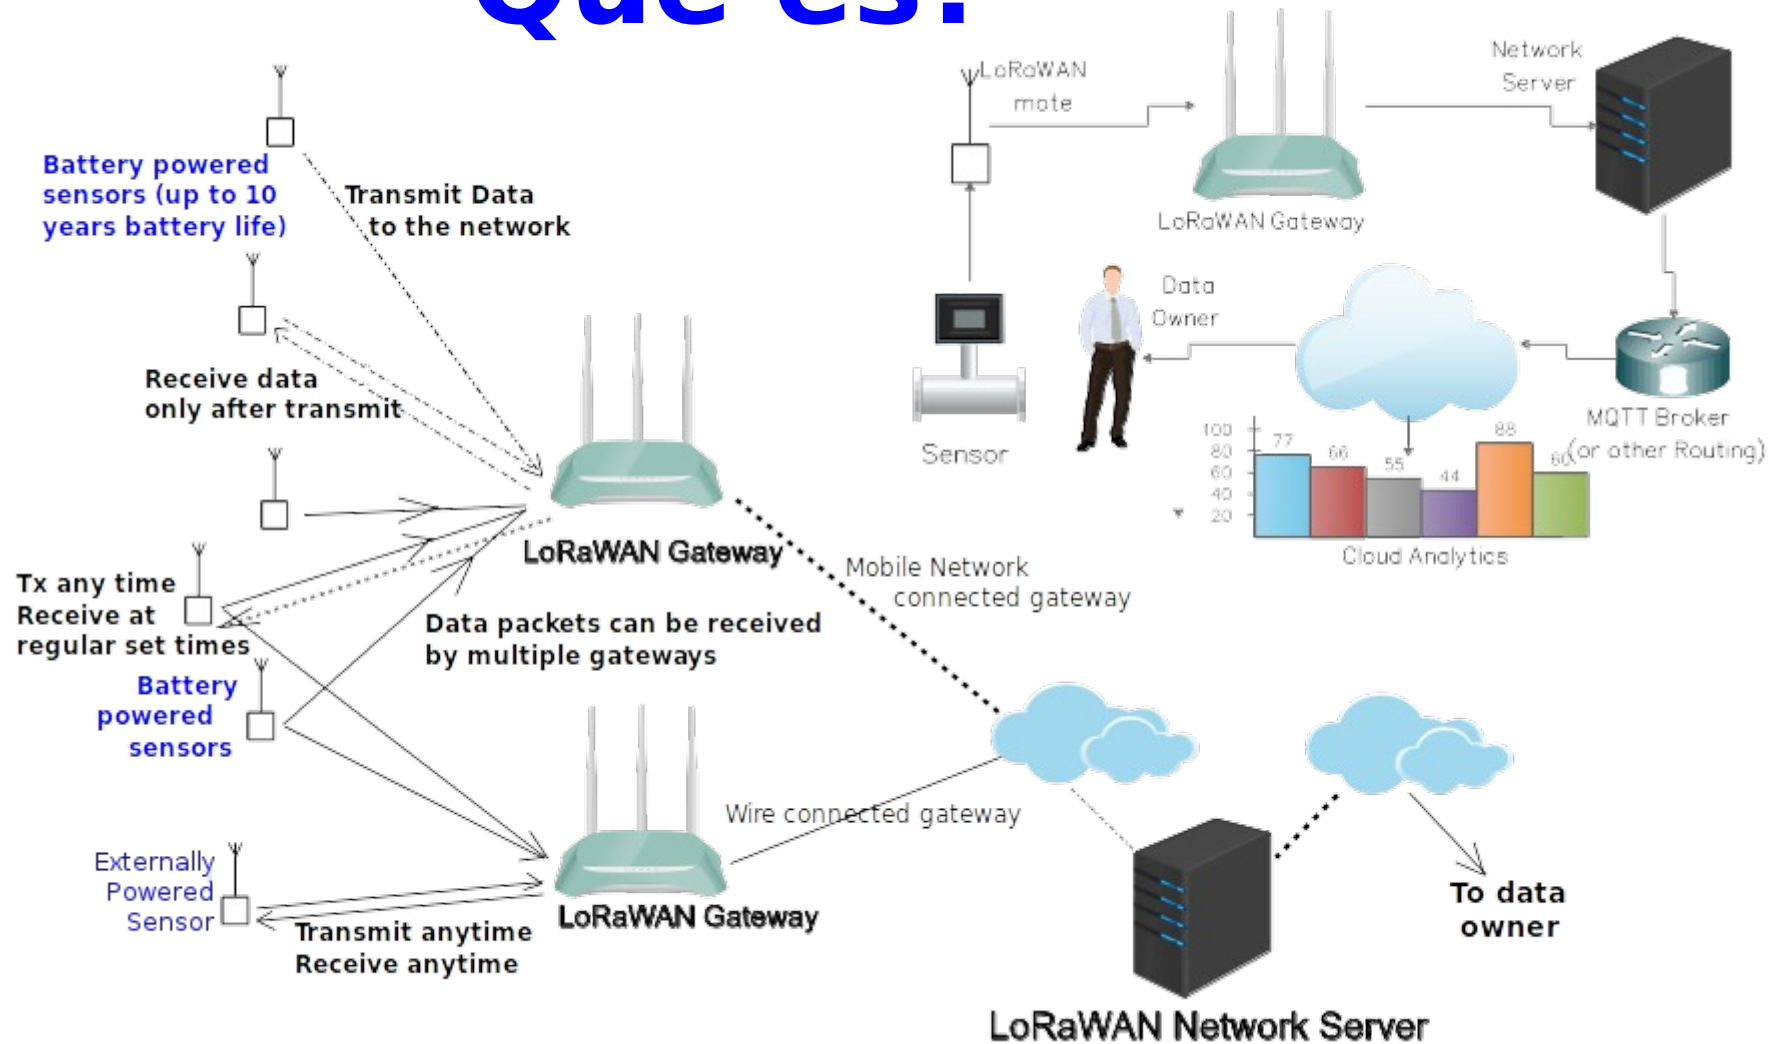 Qué es?
LoRaWAN
mote
Network
Server
LoRaWAN Gateway
Battery powered
sensors (up to 10
years battery life)
Transmit Data
to the network
Data
Owner
Receive data
only after transmit
Sensor
MQTT Broker
(or other Routing)
100
80
60
40
20
77
66
55
44
88
60
Cloud Analytics
LoRaWAN Gateway
Mobile Network
connected gateway
Tx any time
Receive at
regular set times
Data packets can be received
by multiple gateways
Battery
powered
sensors
Wire connected gateway
Externally
Powered
Sensor
LoRaWAN Gateway
Transmit anytime
Receive anytime
To data
owner
LoRaWAN Network Server